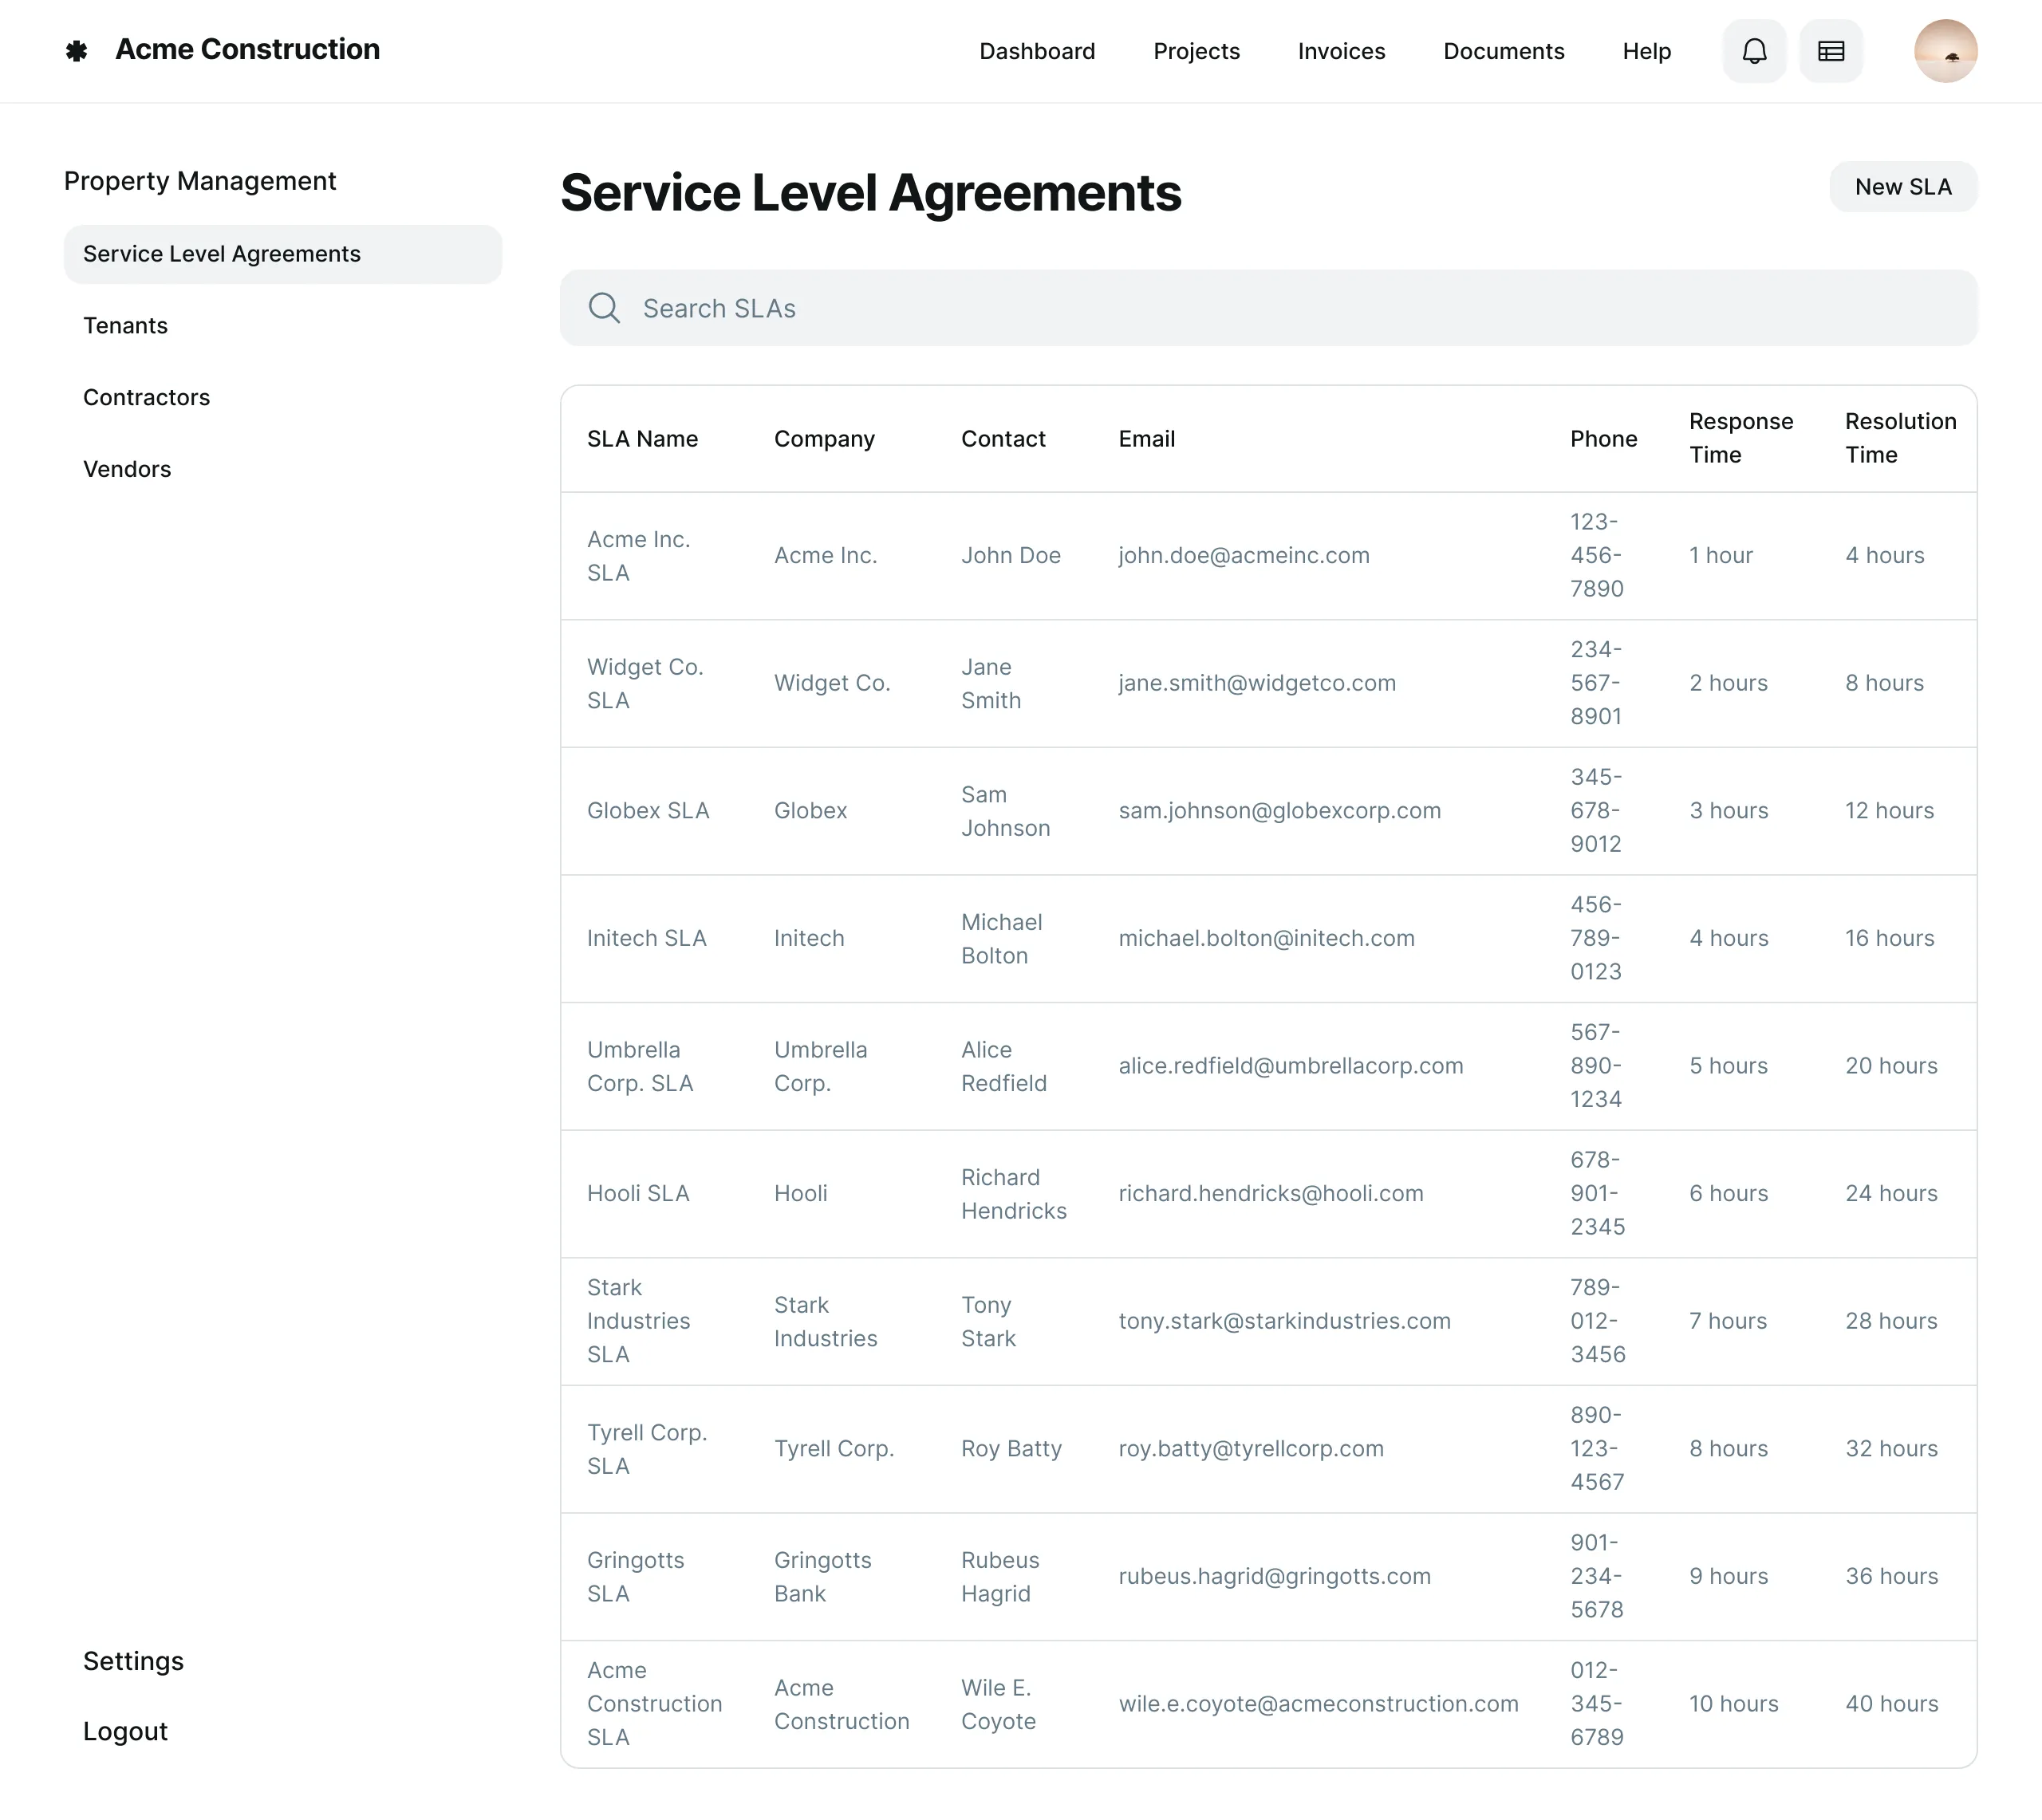 Acme Construction
Dashboard
Projects
Invoices
Documents
Help
Property Management
Service Level Agreements
Tenants
Contractors
Vendors
Settings
Logout
Service Level Agreements
New SLA
Search SLAs
SLA Name
Company
Contact
Email
Phone
Response
Time
Resolution
Time
Acme Inc.
SLA
Acme Inc.
John Doe
john.doe@acmeinc.com
123-
456-
7890
1 hour
4 hours
Widget Co.
SLA
Widget Co.
Jane
Smith
jane.smith@widgetco.com
234-
567-
8901
2 hours
8 hours
Globex SLA
Globex
Sam
Johnson
sam.johnson@globexcorp.com
345-
678-
9012
3 hours
12 hours
Initech SLA
Initech
Michael
Bolton
michael.bolton@initech.com
456-
789-
0123
4 hours
16 hours
Umbrella
Corp. SLA
Umbrella
Corp.
Alice
Redfield
alice.redfield@umbrellacorp.com
567-
890-
1234
5 hours
20 hours
Hooli SLA
Hooli
Richard
Hendricks
richard.hendricks@hooli.com
678-
901-
2345
6 hours
24 hours
Stark
Industries
SLA
Stark
Industries
Tony
Stark
tony.stark@starkindustries.com
789-
012-
3456
7 hours
28 hours
Tyrell Corp.
SLA
Tyrell Corp.
Roy Batty
roy.batty@tyrellcorp.com
890-
123-
4567
8 hours
32 hours
Gringotts
SLA
Gringotts
Bank
Rubeus
Hagrid
rubeus.hagrid@gringotts.com
901-
234-
5678
9 hours
36 hours
Acme
Construction
SLA
Acme
Construction
Wile E.
Coyote
wile.e.coyote@acmeconstruction.com
012-
345-
6789
10 hours
40 hours